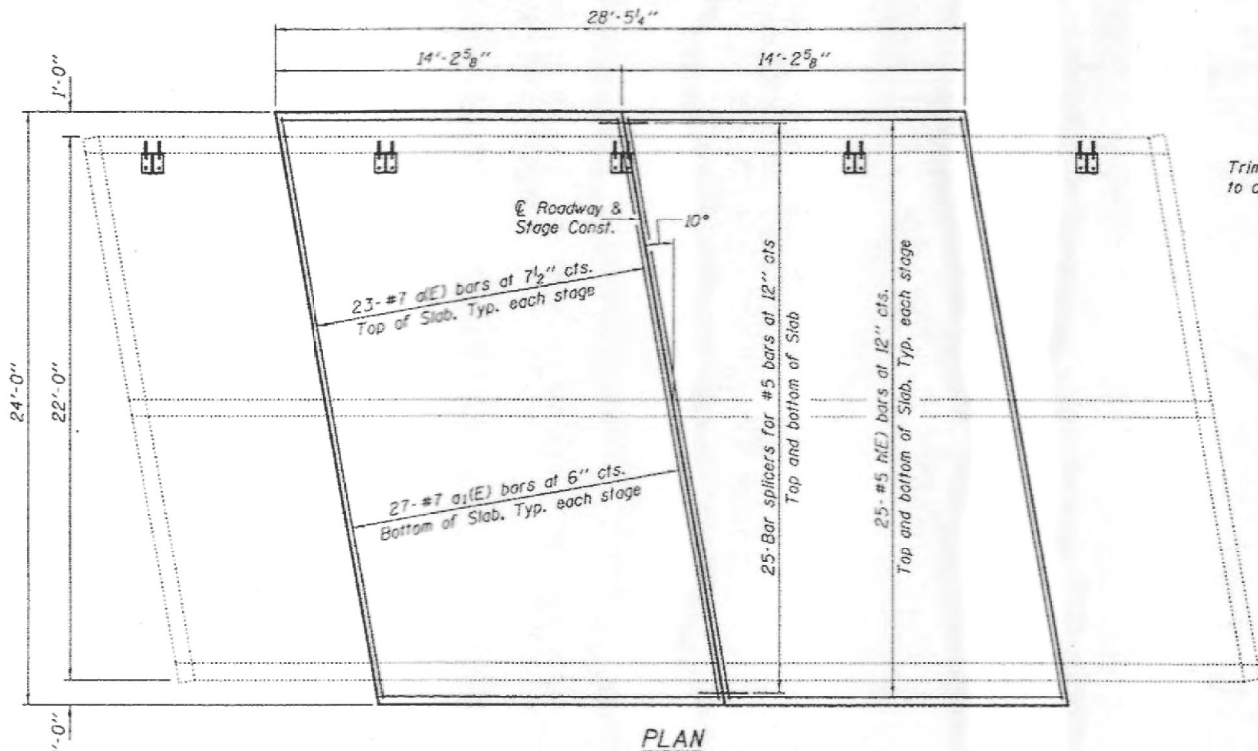 28'-5¼"
14'-2⅝"
14'-2⅝"
1'-0"
24'-0"
22'-0"
'-0"
℄ Roadway &
Stage Const.
10°
23-#7 a(E) bars at 7½" cts.
Top of Slab. Typ. each stage
27-#7 a₁(E) bars at 6" cts.
Bottom of Slab. Typ. each stage
25-Bar splicers for #5 bars at 12" cts
Top and bottom of Slab
25-#5 h(E) bars at 12" cts.
Top and bottom of Slab. Typ. each stage
Trim
to
PLAN